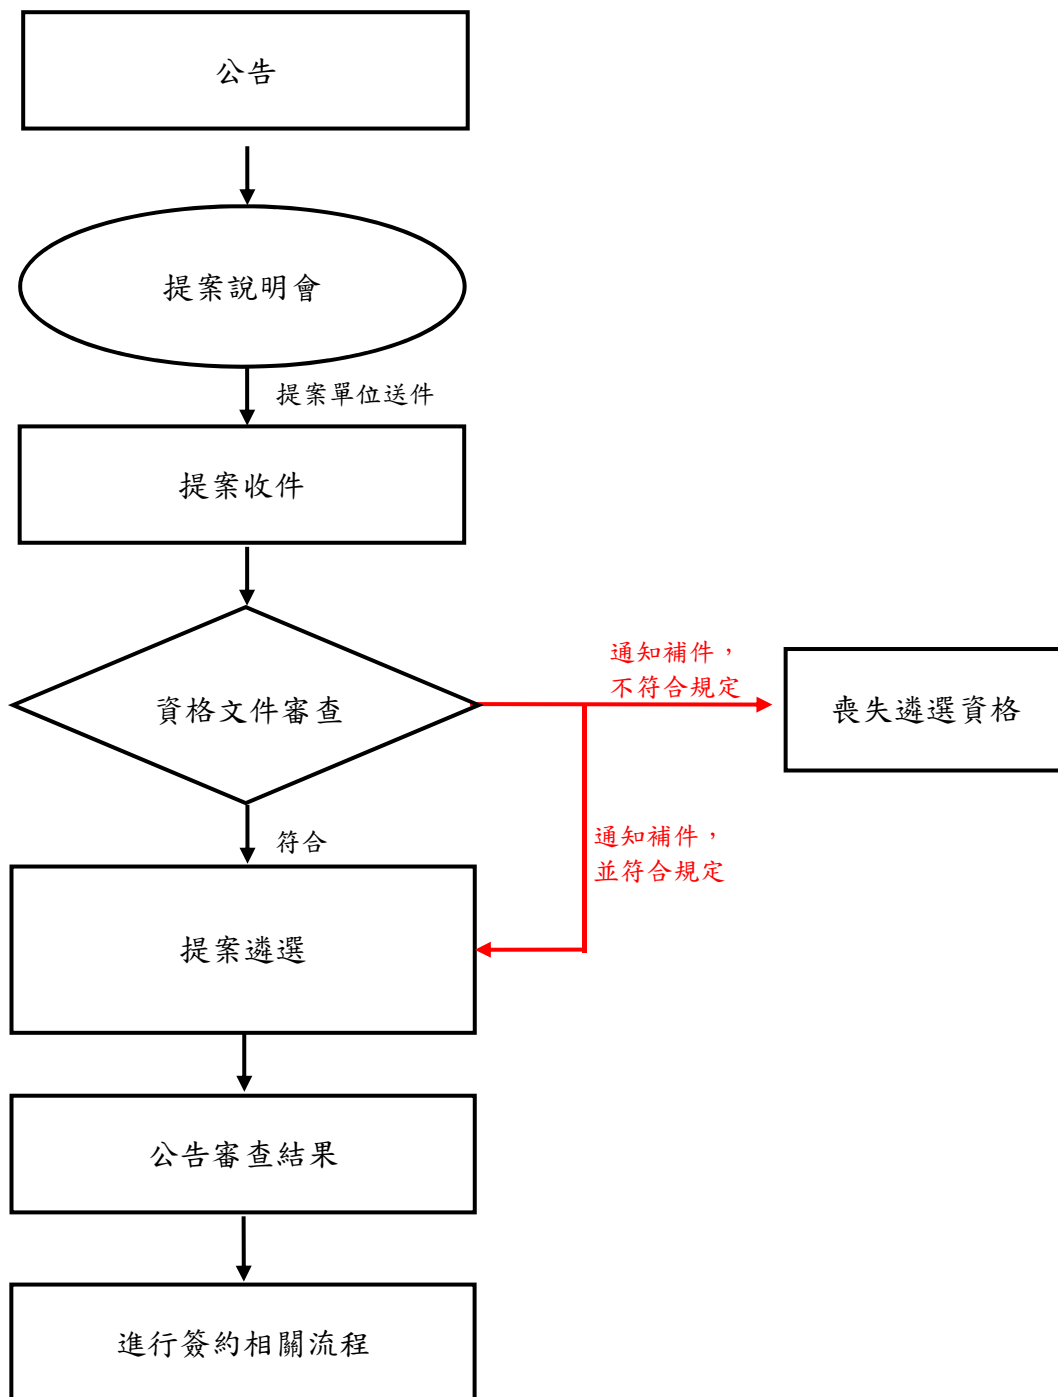 公告
提案說明會
提案單位送件
提案收件
資格文件審查
通知補件，
不符合規定
喪失遴選資格
符合
通知補件，
並符合規定
提案遴選
公告審查結果
進行簽約相關流程